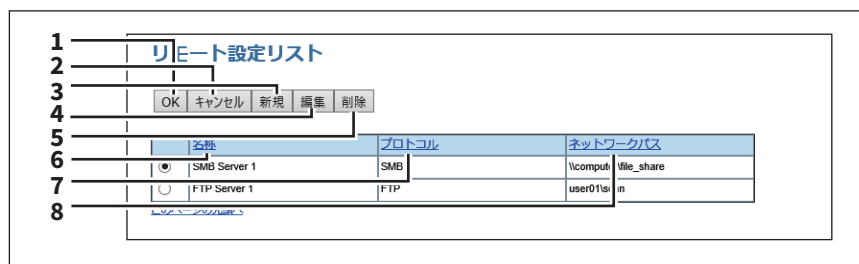 1
2
3
4
5
6
7
8
リモート設定リスト
OK キャンセル 新規 編集 削除
名称 プロトコル ネットワークパス
SMB Server 1 SMB \\computer\file_share
FTP Server 1 FTP user01\scan
このページの先頭へ